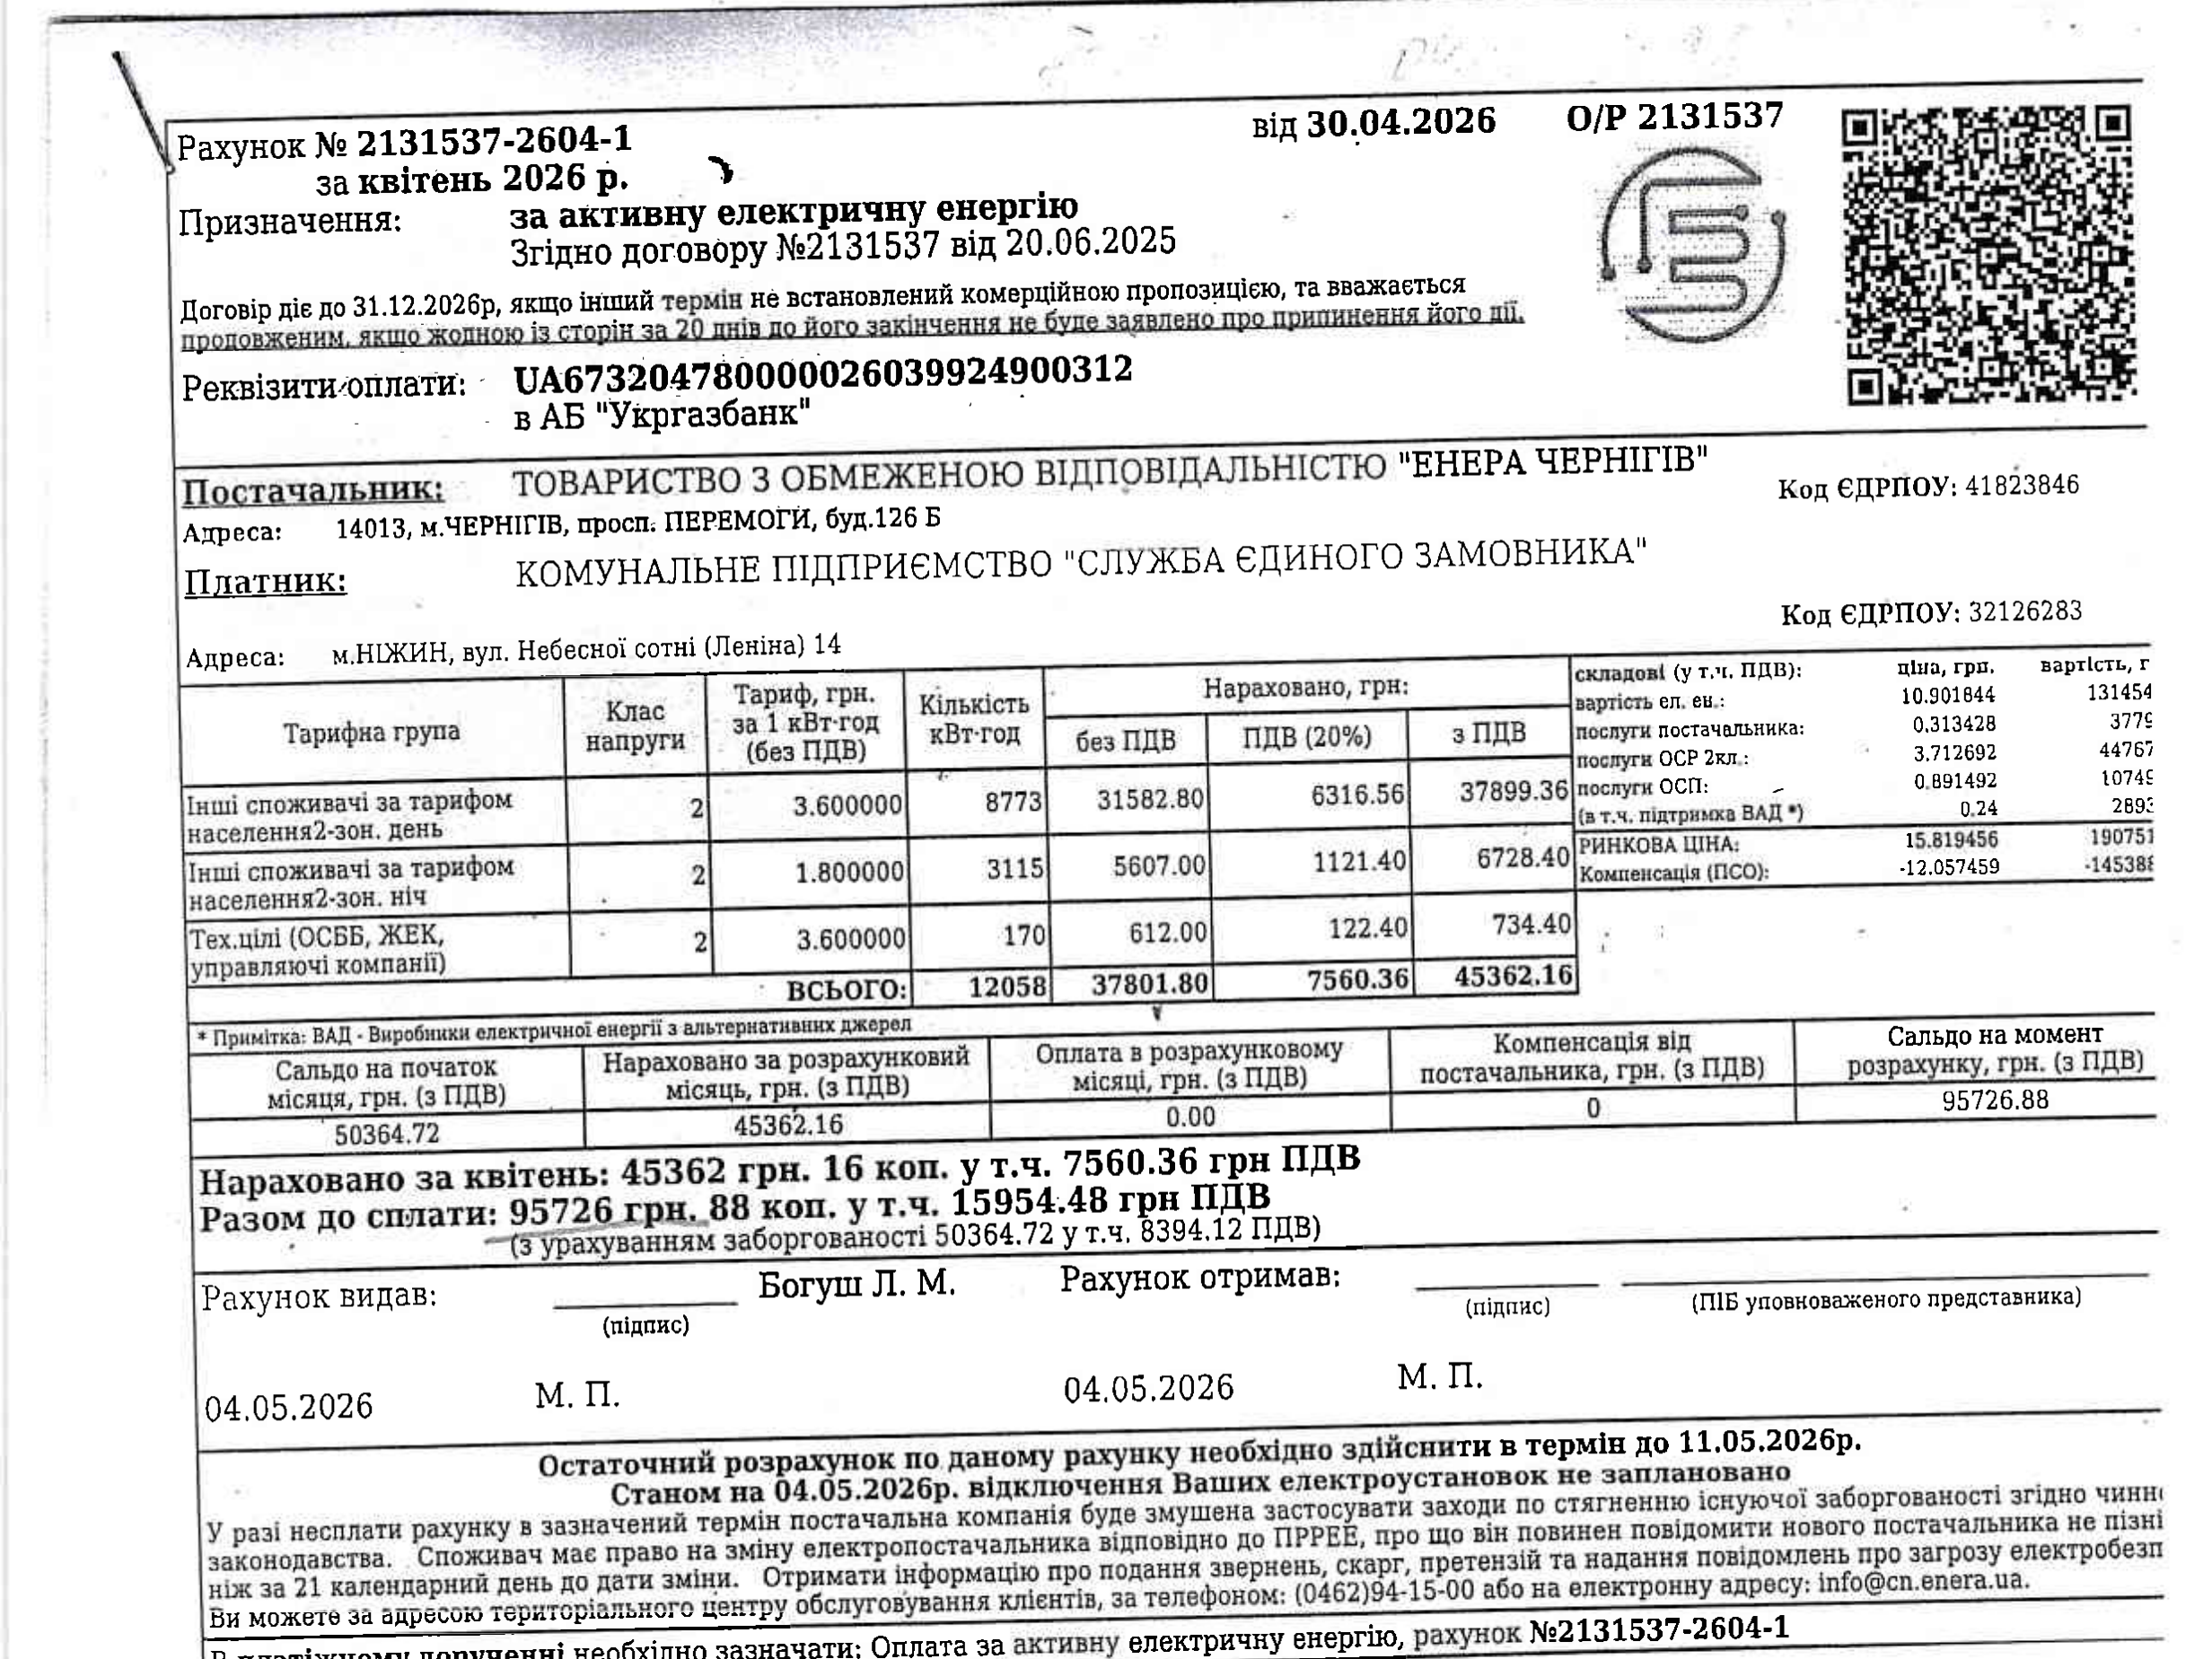 Рахунок № 2131537-2604-1 від 30.04.2026 О/Р 2131537
за квітень 2026 р.
Призначення: за активну електричну енергію
Згідно договору №2131537 від 20.06.2025
Договір діє до 31.12.2026р, якщо інший термін не встановлений комерційною пропозицією, та вважається
продовженим, якщо жодною із сторін за 20 днів до його закінчення не буде заявлено про припинення його дії.
Реквізити оплати: UA673204780000026039924900312
в АБ "Укргазбанк"
Постачальник: ТОВАРИСТВО З ОБМЕЖЕНОЮ ВІДПОВІДАЛЬНІСТЮ "ЕНЕРА ЧЕРНІГІВ"
Код ЄДРПОУ: 41823846
Адреса: 14013, м.ЧЕРНІГІВ, просп. ПЕРЕМОГИ, буд.126 Б
Платник: КОМУНАЛЬНЕ ПІДПРИЄМСТВО "СЛУЖБА ЄДИНОГО ЗАМОВНИКА"
Код ЄДРПОУ: 32126283
Адреса: м.НІЖИН, вул. Небесної сотні (Леніна) 14
Тарифна група Клас напруги Тариф, грн. за 1 кВт·год (без ПДВ) Кількість кВт·год Нараховано, грн:
без ПДВ ПДВ (20%) з ПДВ
Інші споживачі за тарифом населення2-зон. день 2 3.600000 8773 31582.80 6316.56 37899.36
Інші споживачі за тарифом населення2-зон. ніч 2 1.800000 3115 5607.00 1121.40 6728.40
Тех.цілі (ОСББ, ЖЕК, управляючі компанії) 2 3.600000 170 612.00 122.40 734.40
ВСЬОГО: 12058 37801.80 7560.36 45362.16
складові (у т.ч. ПДВ): ціна, грн. вартість, г
вартість ел. ен.: 10.901844 131454
послуги постачальника: 0.313428 3779
послуги ОСР 2кл.: 3.712692 44767
послуги ОСП: 0.891492 10749
(в т.ч. підтримка ВАД *) 0.24 2893
РИНКОВА ЦІНА: 15.819456 190751
Компенсація (ПСО): -12.057459 -145388
* Примітка: ВАД - Виробники електричної енергії з альтернативних джерел
Сальдо на початок місяця, грн. (з ПДВ) Нараховано за розрахунковий місяць, грн. (з ПДВ) Оплата в розрахунковому місяці, грн. (з ПДВ) Компенсація від постачальника, грн. (з ПДВ) Сальдо на момент розрахунку, грн. (з ПДВ)
50364.72 45362.16 0.00 0 95726.88
Нараховано за квітень: 45362 грн. 16 коп. у т.ч. 7560.36 грн ПДВ
Разом до сплати: 95726 грн. 88 коп. у т.ч. 15954.48 грн ПДВ
(з урахуванням заборгованості 50364.72 у т.ч. 8394.12 ПДВ)
Рахунок видав: Богуш Л. М. Рахунок отримав:
(підпис) (підпис) (ПІБ уповноваженого представника)
04.05.2026 М. П. 04.05.2026 М. П.
Остаточний розрахунок по даному рахунку необхідно здійснити в термін до 11.05.2026р.
Станом на 04.05.2026р. відключення Ваших електроустановок не заплановано
У разі несплати рахунку в зазначений термін постачальна компанія буде змушена застосувати заходи по стягненню існуючої заборгованості згідно чинн
законодавства. Споживач має право на зміну електропостачальника відповідно до ПРРЕЕ, про що він повинен повідомити нового постачальника не пізні
ніж за 21 календарний день до дати зміни. Отримати інформацію про подання звернень, скарг, претензій та надання повідомлень про загрозу електробезп
Ви можете за адресою територіального центру обслуговування клієнтів, за телефоном: (0462)94-15-00 або на електронну адресу: info@cn.enera.ua.
В платіжному дорученні необхідно зазначати: Оплата за активну електричну енергію, рахунок №2131537-2604-1